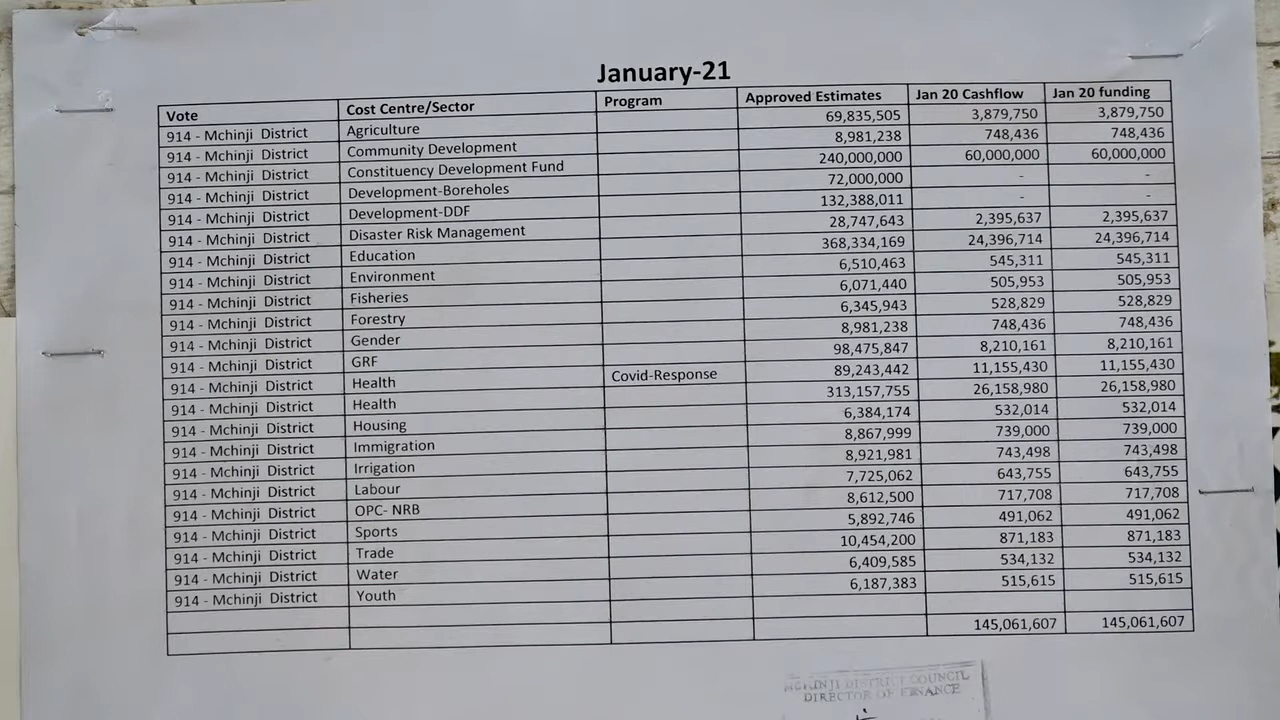 January-21
Vote Cost Centre/Sector Program Approved Estimates Jan 20 Cashflow Jan 20 funding
914 - Mchinji District Agriculture 69,835,505 3,879,750 3,879,750
914 - Mchinji District Community Development 8,981,238 748,436 748,436
914 - Mchinji District Constituency Development Fund 240,000,000 60,000,000 60,000,000
914 - Mchinji District Development-Boreholes 72,000,000 - -
914 - Mchinji District Development-DDF 132,388,011 - -
914 - Mchinji District Disaster Risk Management 28,747,643 2,395,637 2,395,637
914 - Mchinji District Education 368,334,169 24,396,714 24,396,714
914 - Mchinji District Environment 6,510,463 545,311 545,311
914 - Mchinji District Fisheries 6,071,440 505,953 505,953
914 - Mchinji District Forestry 6,345,943 528,829 528,829
914 - Mchinji District Gender 8,981,238 748,436 748,436
914 - Mchinji District GRF 98,475,847 8,210,161 8,210,161
914 - Mchinji District Health Covid-Response 89,243,442 11,155,430 11,155,430
914 - Mchinji District Health 313,157,755 26,158,980 26,158,980
914 - Mchinji District Housing 6,384,174 532,014 532,014
914 - Mchinji District Immigration 8,867,999 739,000 739,000
914 - Mchinji District Irrigation 8,921,981 743,498 743,498
914 - Mchinji District Labour 7,725,062 643,755 643,755
914 - Mchinji District OPC- NRB 8,612,500 717,708 717,708
914 - Mchinji District Sports 5,892,746 491,062 491,062
914 - Mchinji District Trade 10,454,200 871,183 871,183
914 - Mchinji District Water 6,409,585 534,132 534,132
914 - Mchinji District Youth 6,187,383 515,615 515,615
145,061,607 145,061,607
MCHINJI DISTRICT COUNCIL
DIRECTOR OF FINANCE